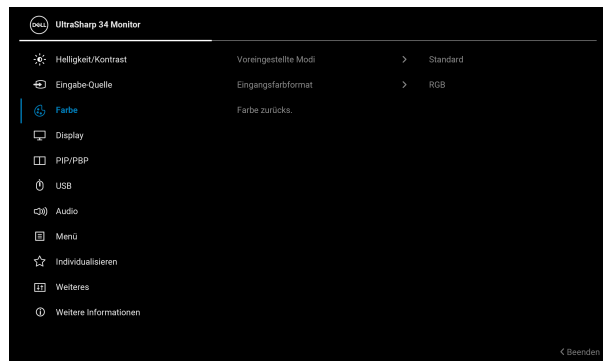 DELL UltraSharp 34 Monitor
Helligkeit/Kontrast Voreingestellte Modi > Standard
Eingabe-Quelle Eingangsfarbformat > RGB
Farbe Farbe zurücks.
Display
PIP/PBP
USB
Audio
Menü
Individualisieren
Weiteres
Weitere Informationen
< Beenden